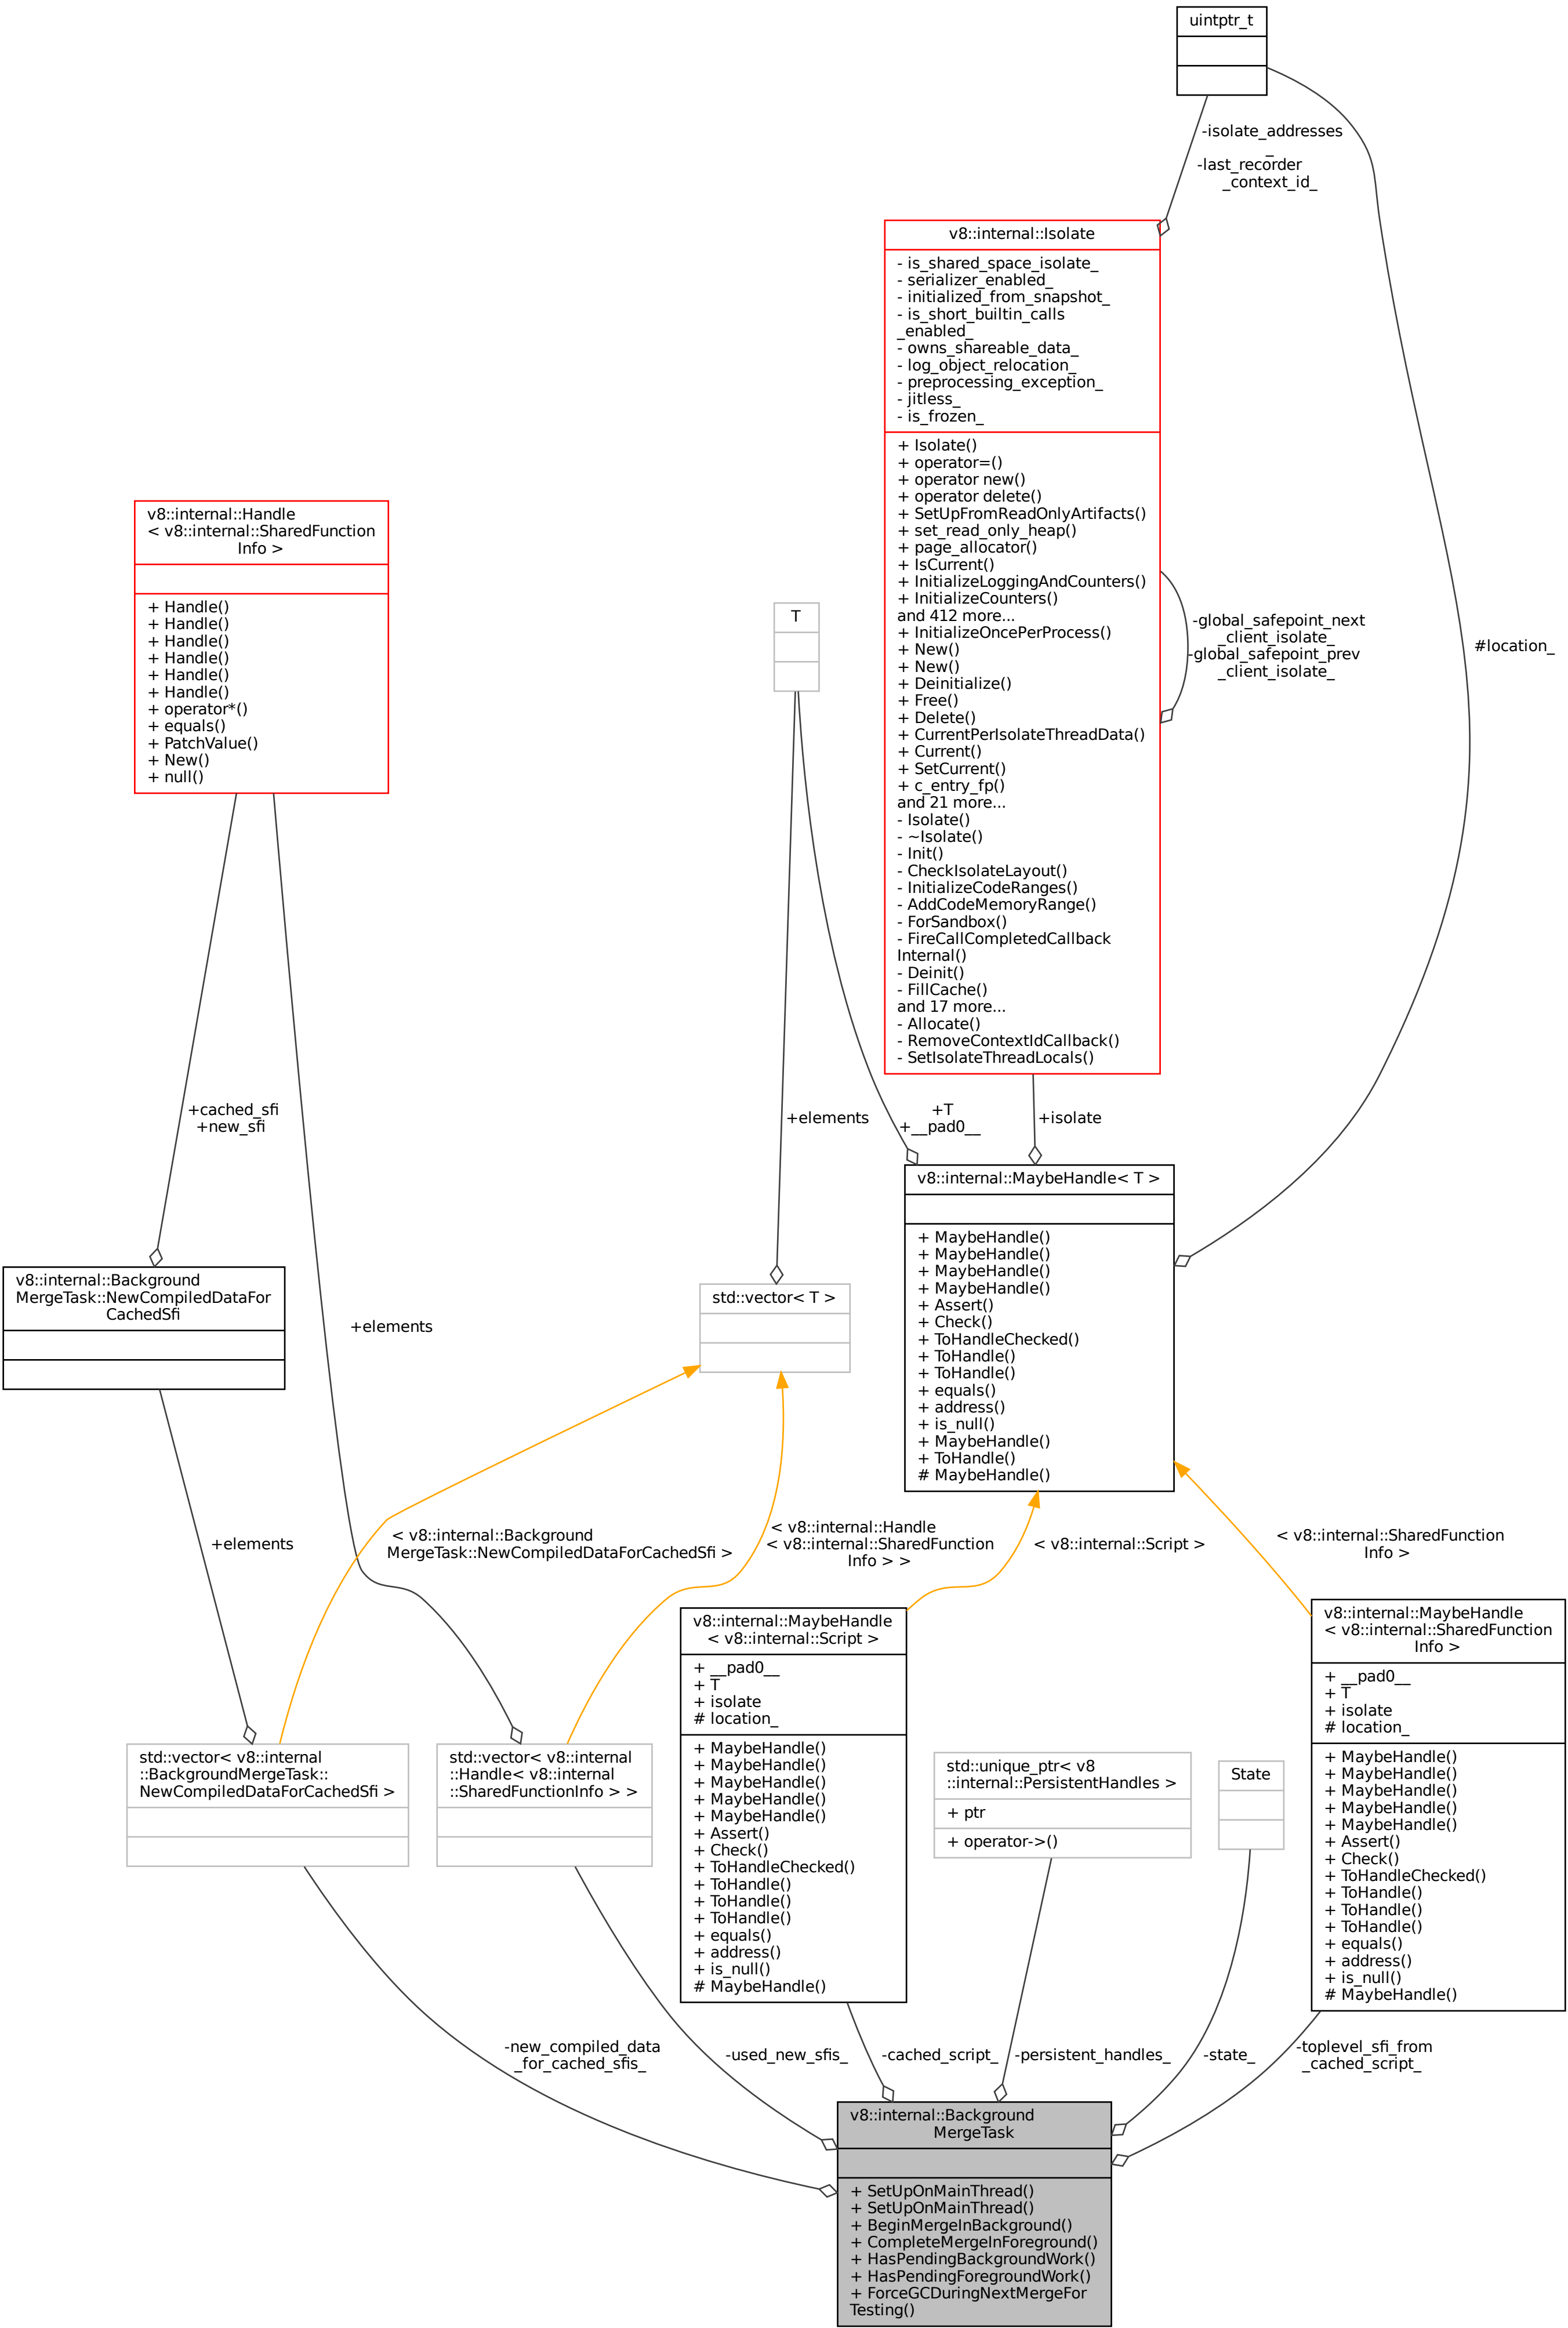 uintptr_t
-isolate_addresses
_
-last_recorder
_context_id_
v8::internal::Isolate
- is_shared_space_isolate_
- serializer_enabled_
- initialized_from_snapshot_
- is_short_builtin_calls
_enabled_
- owns_shareable_data_
- log_object_relocation_
- preprocessing_exception_
- jitless_
- is_frozen_
+ Isolate()
+ operator=()
+ operator new()
+ operator delete()
+ SetUpFromReadOnlyArtifacts()
+ set_read_only_heap()
+ page_allocator()
+ IsCurrent()
+ InitializeLoggingAndCounters()
+ InitializeCounters()
and 412 more...
+ InitializeOncePerProcess()
+ New()
+ New()
+ Deinitialize()
+ Free()
+ Delete()
+ CurrentPerIsolateThreadData()
+ Current()
+ SetCurrent()
+ c_entry_fp()
and 21 more...
- Isolate()
- ~Isolate()
- Init()
- CheckIsolateLayout()
- InitializeCodeRanges()
- AddCodeMemoryRange()
- ForSandbox()
- FireCallCompletedCallback
Internal()
- Deinit()
- FillCache()
and 17 more...
- Allocate()
- RemoveContextIdCallback()
- SetIsolateThreadLocals()
-global_safepoint_next
_client_isolate_
-global_safepoint_prev
_client_isolate_
#location_
v8::internal::Handle
< v8::internal::SharedFunction
Info >
+ Handle()
+ Handle()
+ Handle()
+ Handle()
+ Handle()
+ Handle()
+ operator*()
+ equals()
+ PatchValue()
+ New()
+ null()
T
+cached_sfi
+new_sfi
+elements
+T
+__pad0__
+isolate
v8::internal::MaybeHandle< T >
+ MaybeHandle()
+ MaybeHandle()
+ MaybeHandle()
+ MaybeHandle()
+ Assert()
+ Check()
+ ToHandleChecked()
+ ToHandle()
+ ToHandle()
+ equals()
+ address()
+ is_null()
+ MaybeHandle()
+ ToHandle()
# MaybeHandle()
v8::internal::Background
MergeTask::NewCompiledDataFor
CachedSfi
+elements
std::vector< T >
+elements
< v8::internal::Background
MergeTask::NewCompiledDataForCachedSfi >
< v8::internal::Handle
< v8::internal::SharedFunction
Info > >
< v8::internal::Script >
< v8::internal::SharedFunction
Info >
std::vector< v8::internal
::BackgroundMergeTask::
NewCompiledDataForCachedSfi >
std::vector< v8::internal
::Handle< v8::internal
::SharedFunctionInfo > >
v8::internal::MaybeHandle
< v8::internal::Script >
+ __pad0__
+ T
+ isolate
# location_
+ MaybeHandle()
+ MaybeHandle()
+ MaybeHandle()
+ MaybeHandle()
+ MaybeHandle()
+ Assert()
+ Check()
+ ToHandleChecked()
+ ToHandle()
+ ToHandle()
+ ToHandle()
+ equals()
+ address()
+ is_null()
# MaybeHandle()
std::unique_ptr< v8
::internal::PersistentHandles >
+ ptr
+ operator->()
State
v8::internal::MaybeHandle
< v8::internal::SharedFunction
Info >
+ __pad0__
+ T
+ isolate
# location_
+ MaybeHandle()
+ MaybeHandle()
+ MaybeHandle()
+ MaybeHandle()
+ MaybeHandle()
+ Assert()
+ Check()
+ ToHandleChecked()
+ ToHandle()
+ ToHandle()
+ ToHandle()
+ equals()
+ address()
+ is_null()
# MaybeHandle()
-new_compiled_data
_for_cached_sfis_
-used_new_sfis_
-cached_script_
-persistent_handles_
-state_
-toplevel_sfi_from
_cached_script_
v8::internal::Background
MergeTask
+ SetUpOnMainThread()
+ SetUpOnMainThread()
+ BeginMergeInBackground()
+ CompleteMergeInForeground()
+ HasPendingBackgroundWork()
+ HasPendingForegroundWork()
+ ForceGCDuringNextMergeFor
Testing()